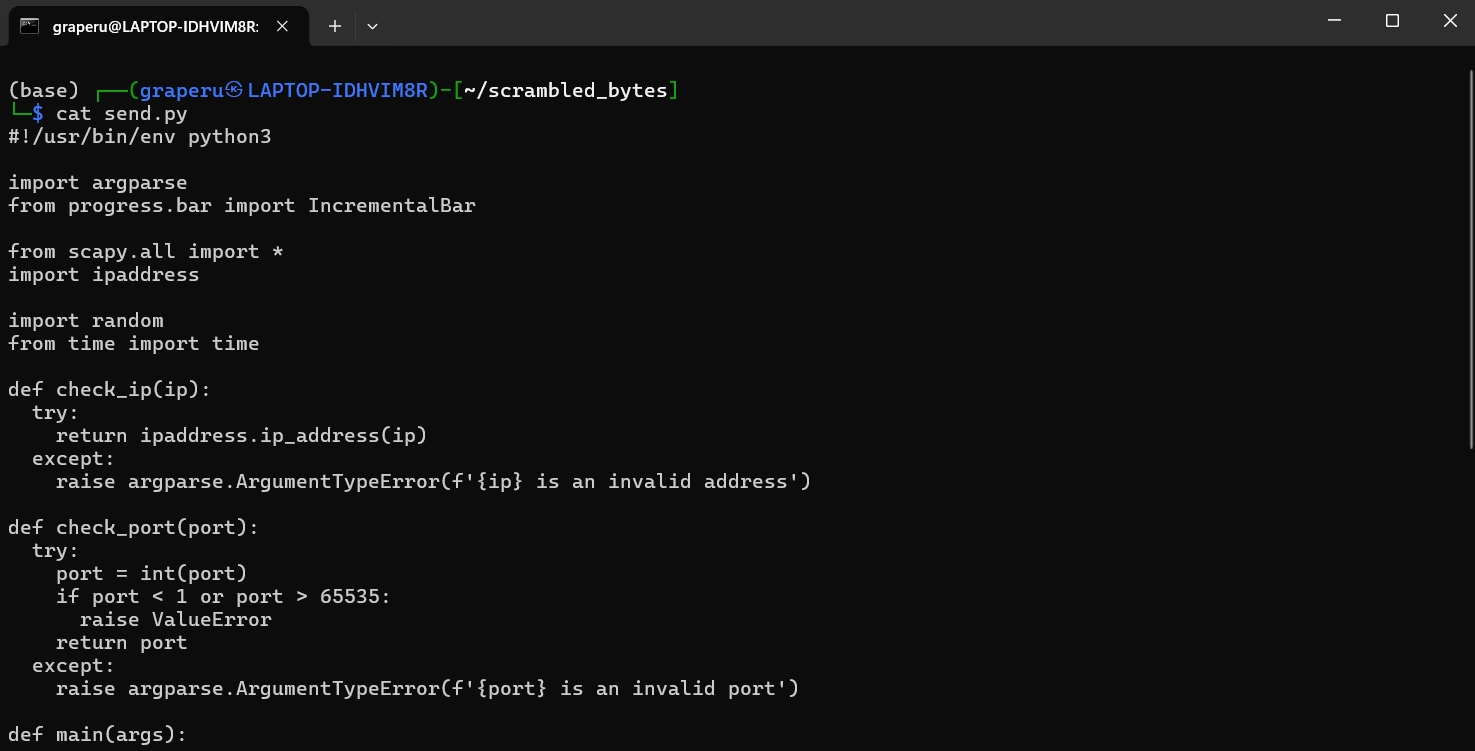 graperu@LAPTOP-IDHVIM8R:
(base) ┌──(graperu㉿LAPTOP-IDHVIM8R)-[~/scrambled_bytes]
└─$ cat send.py
#!/usr/bin/env python3
import argparse
from progress.bar import IncrementalBar
from scapy.all import *
import ipaddress
import random
from time import time
def check_ip(ip):
  try:
    return ipaddress.ip_address(ip)
  except:
    raise argparse.ArgumentTypeError(f'{ip} is an invalid address')
def check_port(port):
  try:
    port = int(port)
    if port < 1 or port > 65535:
      raise ValueError
    return port
  except:
    raise argparse.ArgumentTypeError(f'{port} is an invalid port')
def main(args):